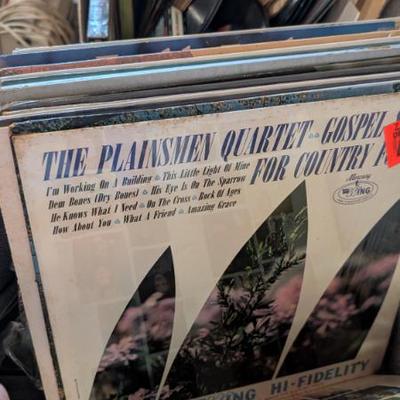 THE PLAINSMEN QUARTET GOSPEL
FOR COUNTRY
I'm Working On A Building This Little Light Of Mine
Dem Bones (Dry Bones) His Eye Is On The Sparrow
He Knows What I Need On The Cross Rock Of Ages
How About You What A Friend Amazing Grace
Mercury
WING
HI-FIDELITY